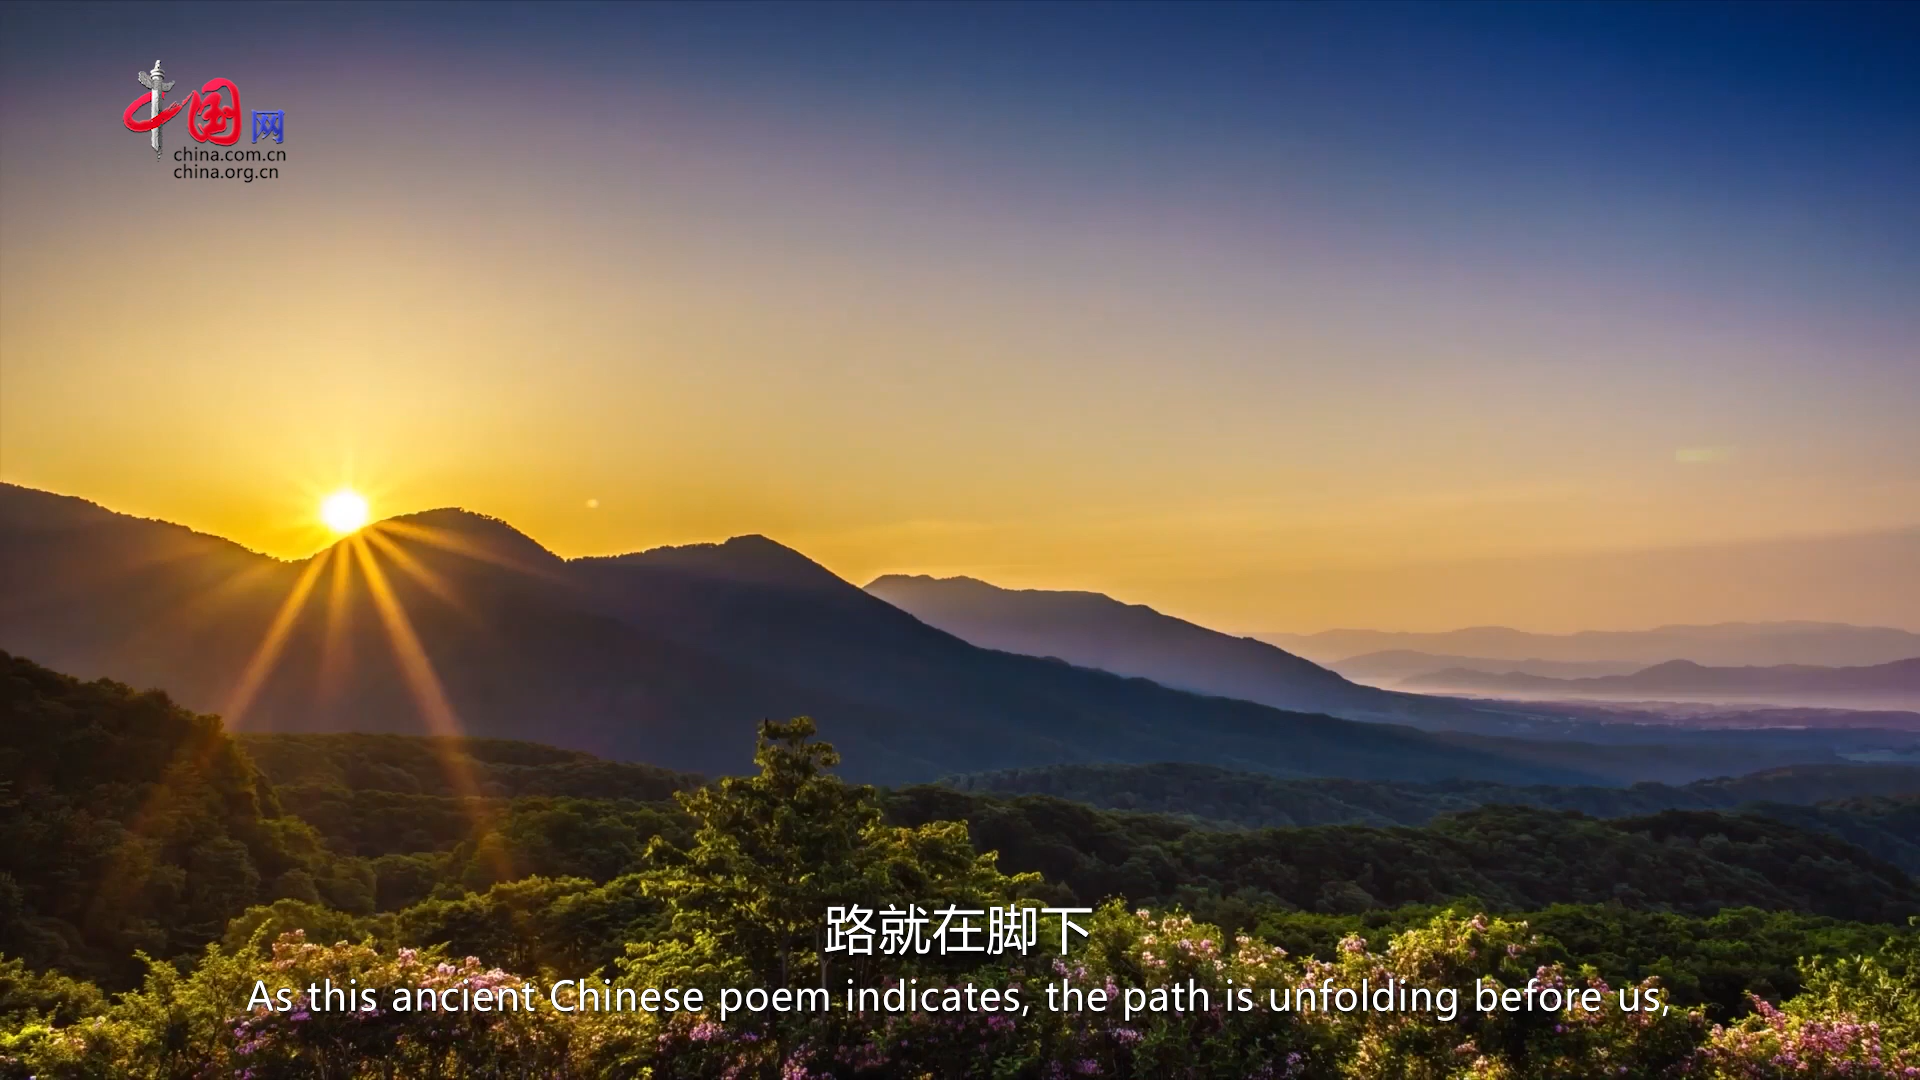 中国网
china.com.cn
china.org.cn
路就在脚下
As this ancient Chinese poem indicates, the path is unfolding before us,